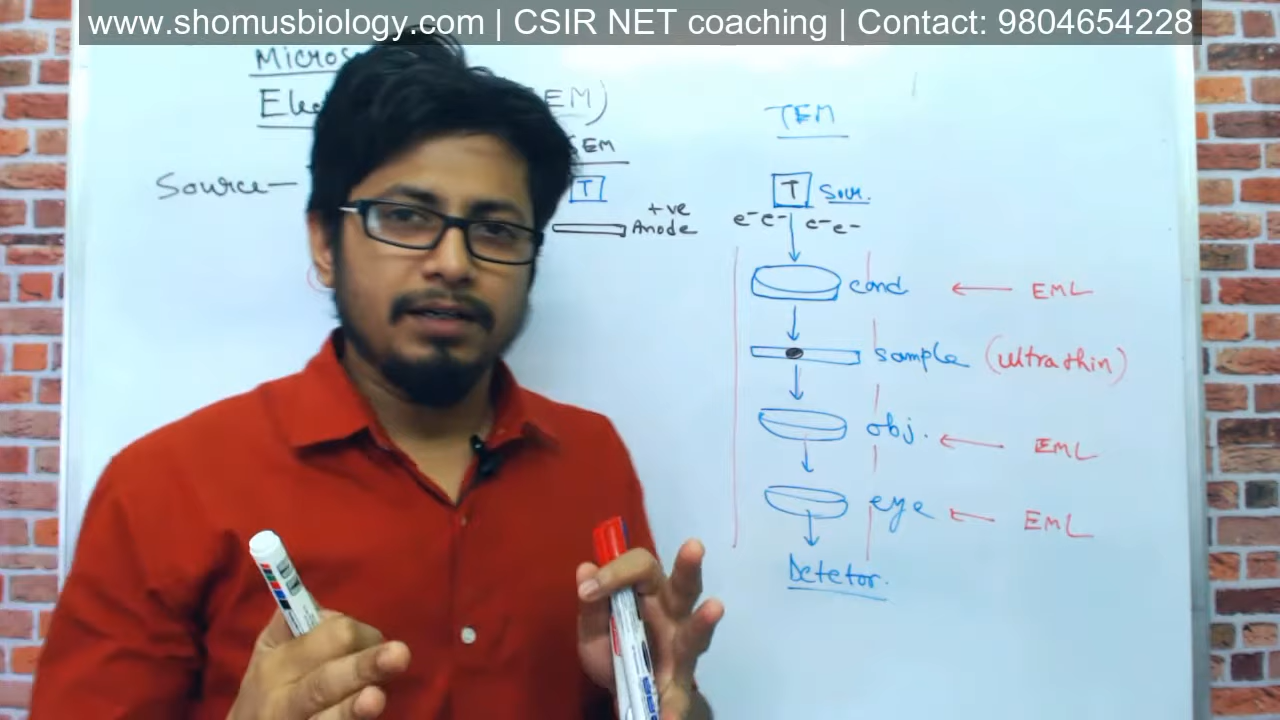 www.shomusbiology.com | CSIR NET coaching | Contact: 9804654228
EM)
SEM
Source—
T
+ve
Anode
TEM
T Sour.
e⁻ e⁻ e⁻ e⁻
cond ← EML
sample (ultrathin)
obj. ← EML
eye ← EML
Detetor.